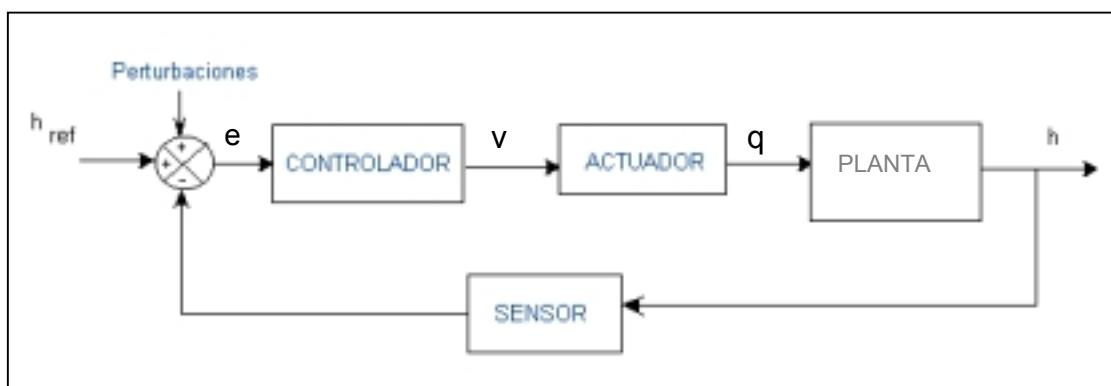 Perturbaciones
h ref
+
+
-
e
CONTROLADOR
v
ACTUADOR
q
PLANTA
h
SENSOR